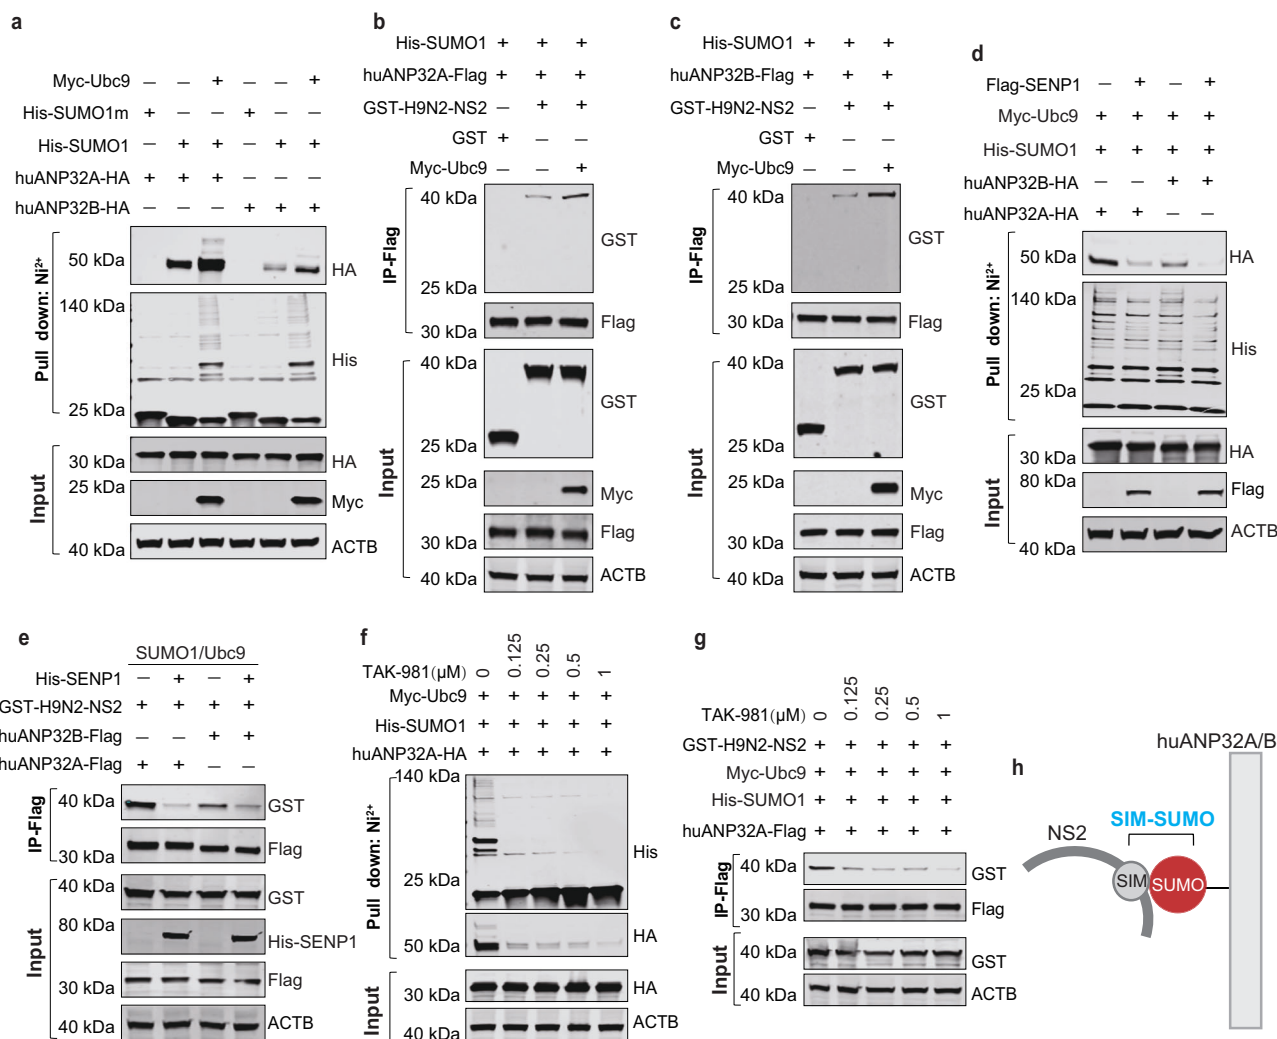 a
Myc-Ubc9 – – + – – +
His-SUMO1m + – – + – –
His-SUMO1 – + + – + +
huANP32A-HA + + + – – –
huANP32B-HA – – – + + +
Pull down: Ni²⁺
50 kDa HA
140 kDa
His
25 kDa
Input
30 kDa HA
25 kDa
Myc
40 kDa ACTB
b
His-SUMO1 + + +
huANP32A-Flag + + +
GST-H9N2-NS2 – + +
GST + – –
Myc-Ubc9 – – +
IP-Flag
40 kDa
GST
25 kDa
30 kDa Flag
Input
40 kDa
GST
25 kDa
25 kDa
Myc
30 kDa Flag
40 kDa ACTB
c
His-SUMO1 + + +
huANP32B-Flag + + +
GST-H9N2-NS2 – + +
GST + – –
Myc-Ubc9 – – +
IP-Flag
40 kDa
GST
25 kDa
30 kDa Flag
Input
40 kDa
GST
25 kDa
25 kDa
Myc
30 kDa Flag
40 kDa ACTB
d
Flag-SENP1 – + – +
Myc-Ubc9 + + + +
His-SUMO1 + + + +
huANP32B-HA – – + +
huANP32A-HA + + – –
Pull down: Ni²⁺
50 kDa HA
140 kDa
His
25 kDa
Input
30 kDa HA
80 kDa
Flag
40 kDa ACTB
e
SUMO1/Ubc9
His-SENP1 – + – +
GST-H9N2-NS2 + + + +
huANP32B-Flag – – + +
huANP32A-Flag + + – –
IP-Flag
40 kDa GST
30 kDa Flag
Input
40 kDa GST
80 kDa
His-SENP1
30 kDa Flag
40 kDa ACTB
f
TAK-981(μM) 0 0.125 0.25 0.5 1
Myc-Ubc9 + + + + +
His-SUMO1 + + + + +
huANP32A-HA + + + + +
Pull down: Ni²⁺
140 kDa
His
25 kDa
50 kDa HA
Input
30 kDa HA
40 kDa ACTB
g
TAK-981(μM) 0 0.125 0.25 0.5 1
GST-H9N2-NS2 + + + + +
Myc-Ubc9 + + + + +
His-SUMO1 + + + + +
huANP32A-Flag + + + + +
IP-Flag
40 kDa GST
30 kDa Flag
Input
40 kDa GST
40 kDa ACTB
h
huANP32A/B
SIM-SUMO
NS2
SIM SUMO